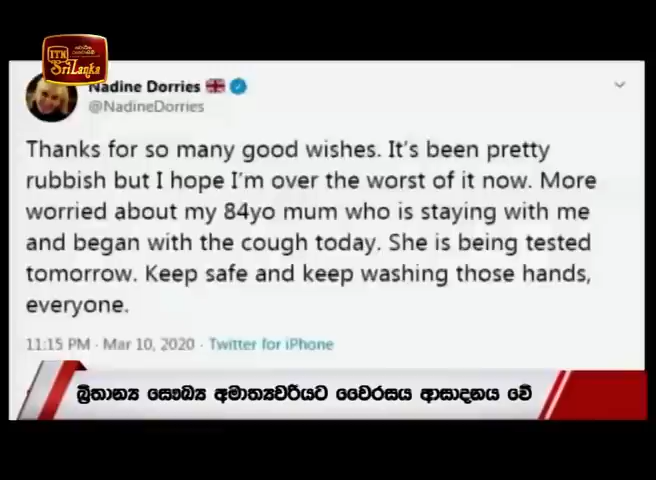 ITN
Sri Lanka
Nadine Dorries
@NadineDorries
Thanks for so many good wishes. It's been pretty
rubbish but I hope I'm over the worst of it now. More
worried about my 84yo mum who is staying with me
and began with the cough today. She is being tested
tomorrow. Keep safe and keep washing those hands,
everyone.
11:15 PM · Mar 10, 2020 · Twitter for iPhone
බ්‍රිතාන්‍ය සෞඛ්‍ය අමාත්‍යවරියට වෛරසය ආසාදනය වේ